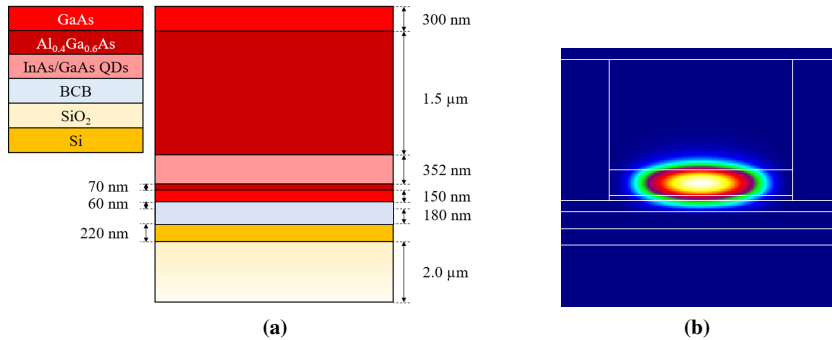 GaAs
Al0.4Ga0.6As
InAs/GaAs QDs
BCB
SiO2
Si
300 nm
1.5 µm
352 nm
70 nm
150 nm
60 nm
180 nm
220 nm
2.0 µm
(a)
(b)